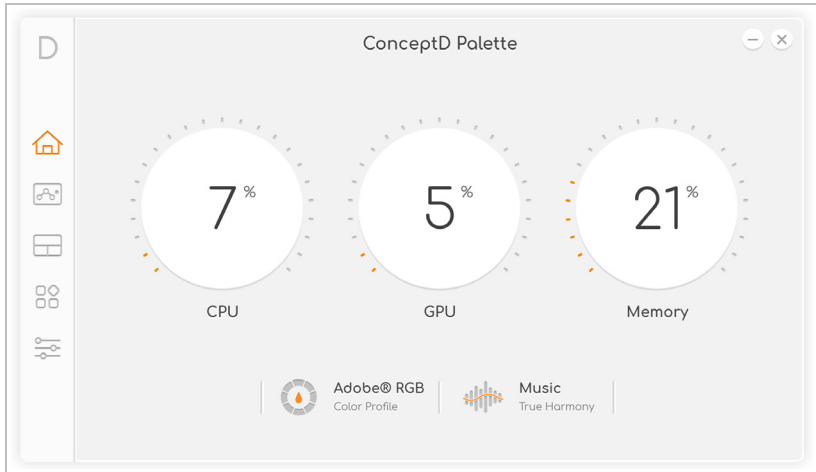 D
ConceptD Palette
7 %
5 %
21 %
CPU
GPU
Memory
Adobe® RGB
Color Profile
Music
True Harmony